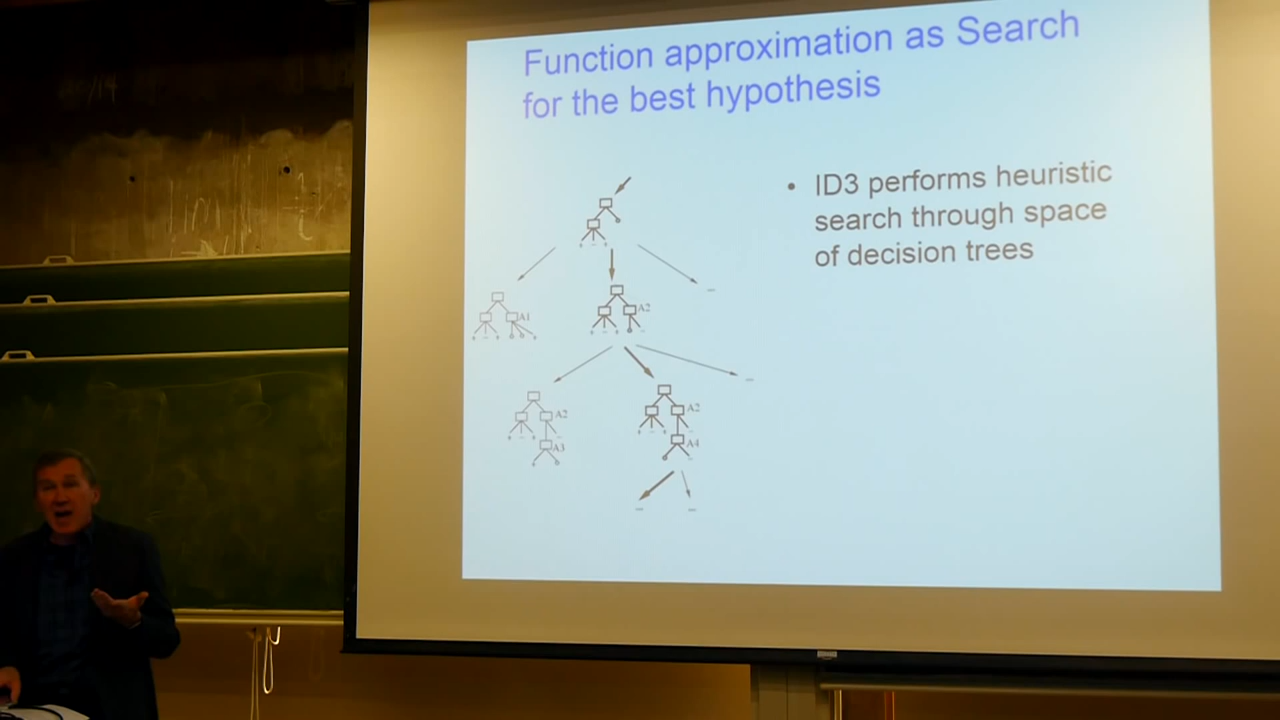 Function approximation as Search
for the best hypothesis
• ID3 performs heuristic
search through space
of decision trees
A1
A2
A2
A3
A2
A4